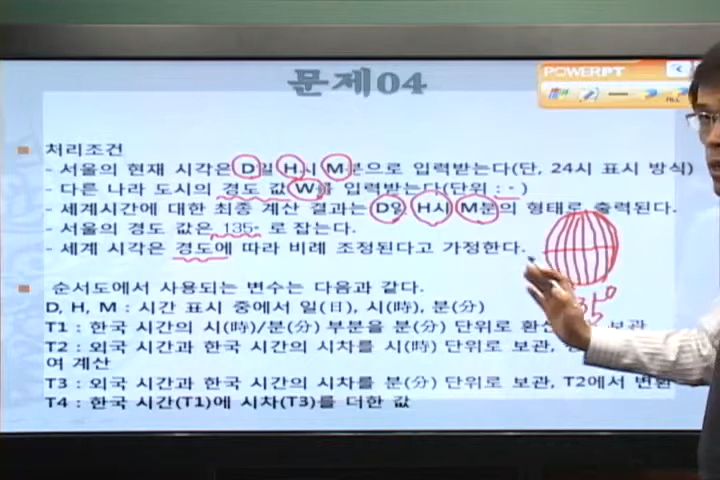 문제04
POWERPT
처리조건
- 서울의 현재 시각은 D일 H시 M분으로 입력받는다(단, 24시 표시 방식)
- 다른 나라 도시의 경도 값 W를 입력받는다(단위 : ∘ )
- 세계시간에 대한 최종 계산 결과는 D일 H시 M분의 형태로 출력된다.
- 서울의 경도 값은 135∘ 로 잡는다.
- 세계 시각은 경도에 따라 비례 조정된다고 가정한다.
순서도에서 사용되는 변수는 다음과 같다.
D, H, M : 시간 표시 중에서 일(日), 시(時), 분(分)
T1 : 한국 시간의 시(時)/분(分) 부분을 분(分) 단위로 보관
T2 : 외국 시간과 한국 시간의 시차를 시(時) 단위로 보관,
여 계산
T3 : 외국 시간과 한국 시간의 시차를 분(分) 단위로 보관, T2에서 변환
T4 : 한국 시간(T1)에 시차(T3)를 더한 값